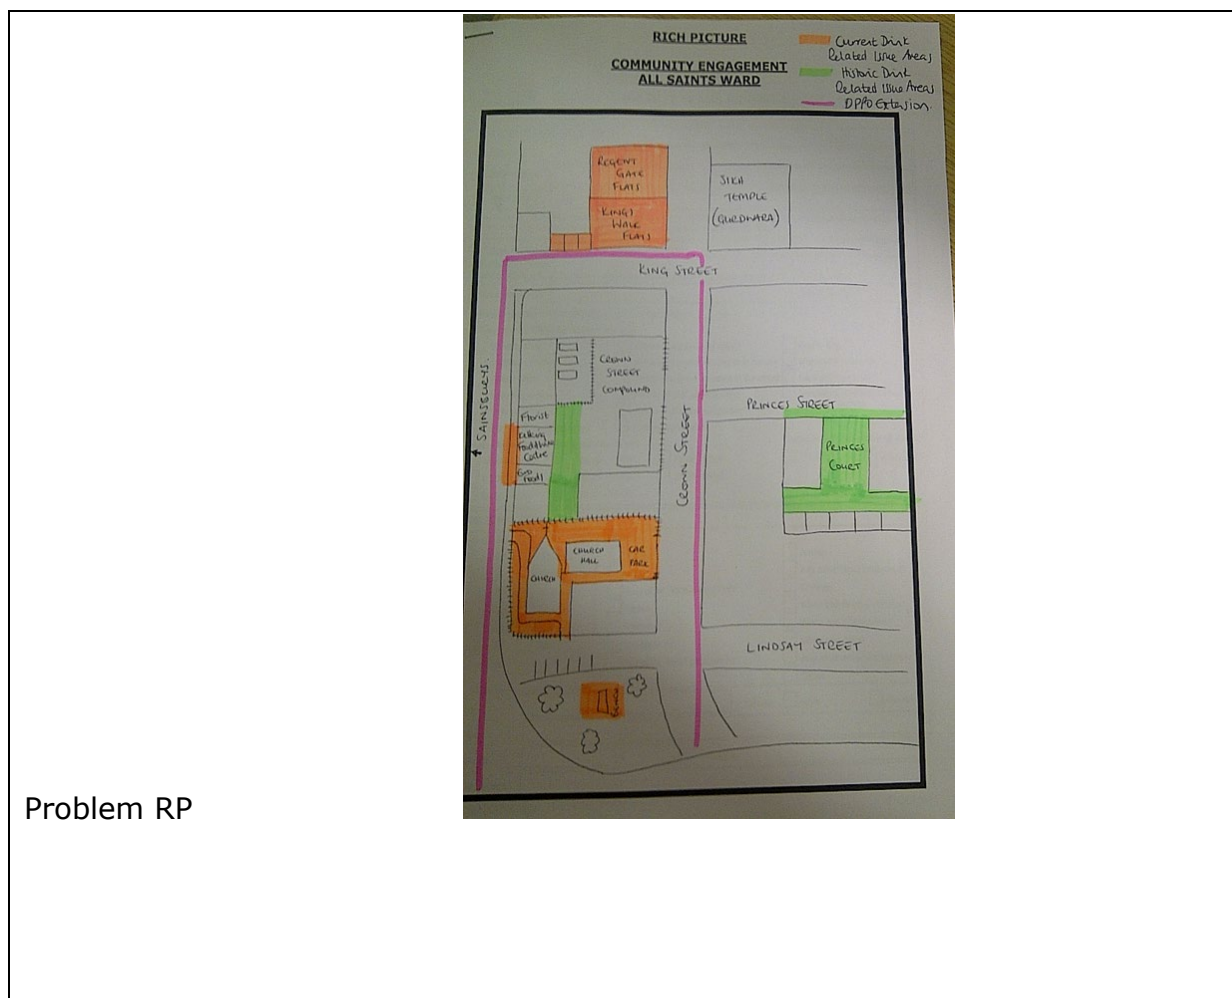 RICH PICTURE
COMMUNITY ENGAGEMENT
ALL SAINTS WARD
Current Drink
Related Issue Areas
Historic Drink
Related Issue Areas
DPPO Extension.
REGENT
GATE
FLATS
KINGS
WALK
FLATS
SIKH
TEMPLE
(GURDWARA)
KING STREET
CROWN
STREET
COMPOUND
SAINSBURYS.
Florist
Centre
CROWN STREET
PRINCES STREET
PRINCES
COURT
CHURCH
HALL
CAR
PARK
CHURCH
LINDSAY STREET
Problem RP